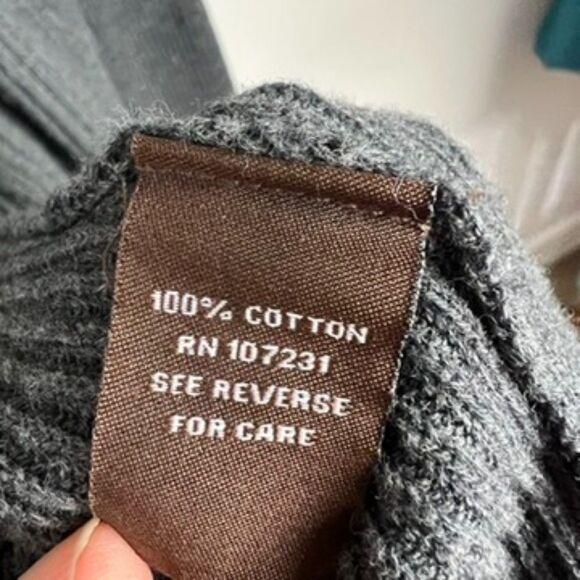 100% COTTON
RN 107231
SEE REVERSE
FOR CARE